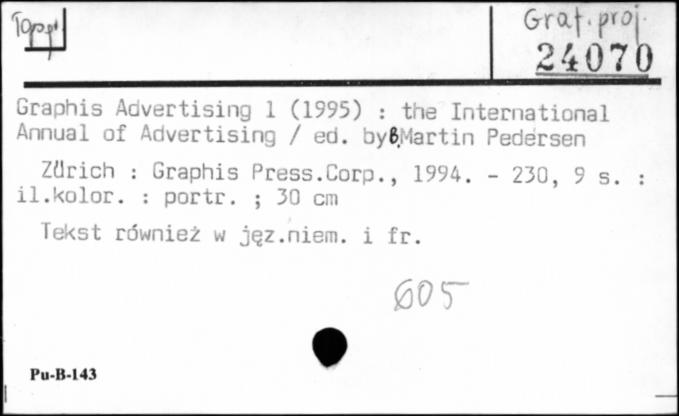 Graf. proj.
24070
Graphis Advertising 1 (1995) : the International
Annual of Advertising / ed. by B.Martin Pedersen
Zürich : Graphis Press.Corp., 1994. - 230, 9 s. :
il.kolor. : portr. ; 30 cm
Tekst również w jęz.niem. i fr.
605
Pu-B-143